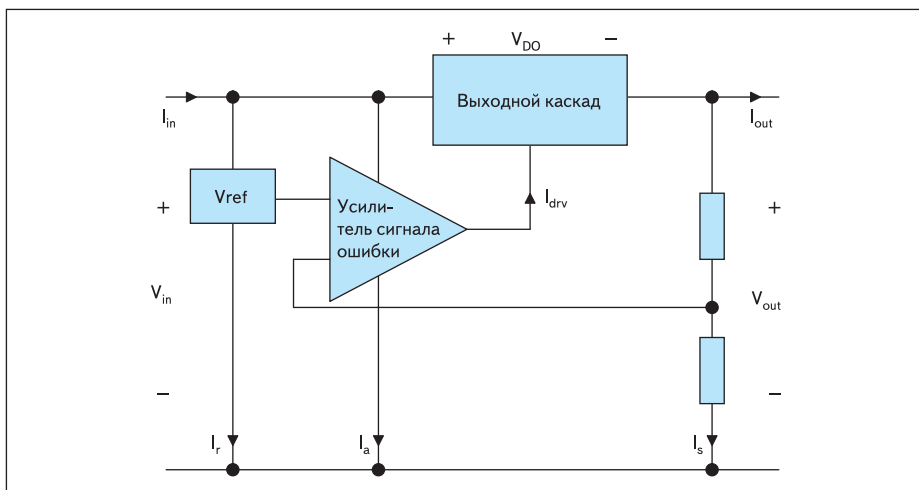 + V_DO −
Выходной каскад
I_in
I_out
Vref
I_drv
+
+
Усили-
тель сигнала
ошибки
V_in
V_out
−
−
I_r
I_a
I_s